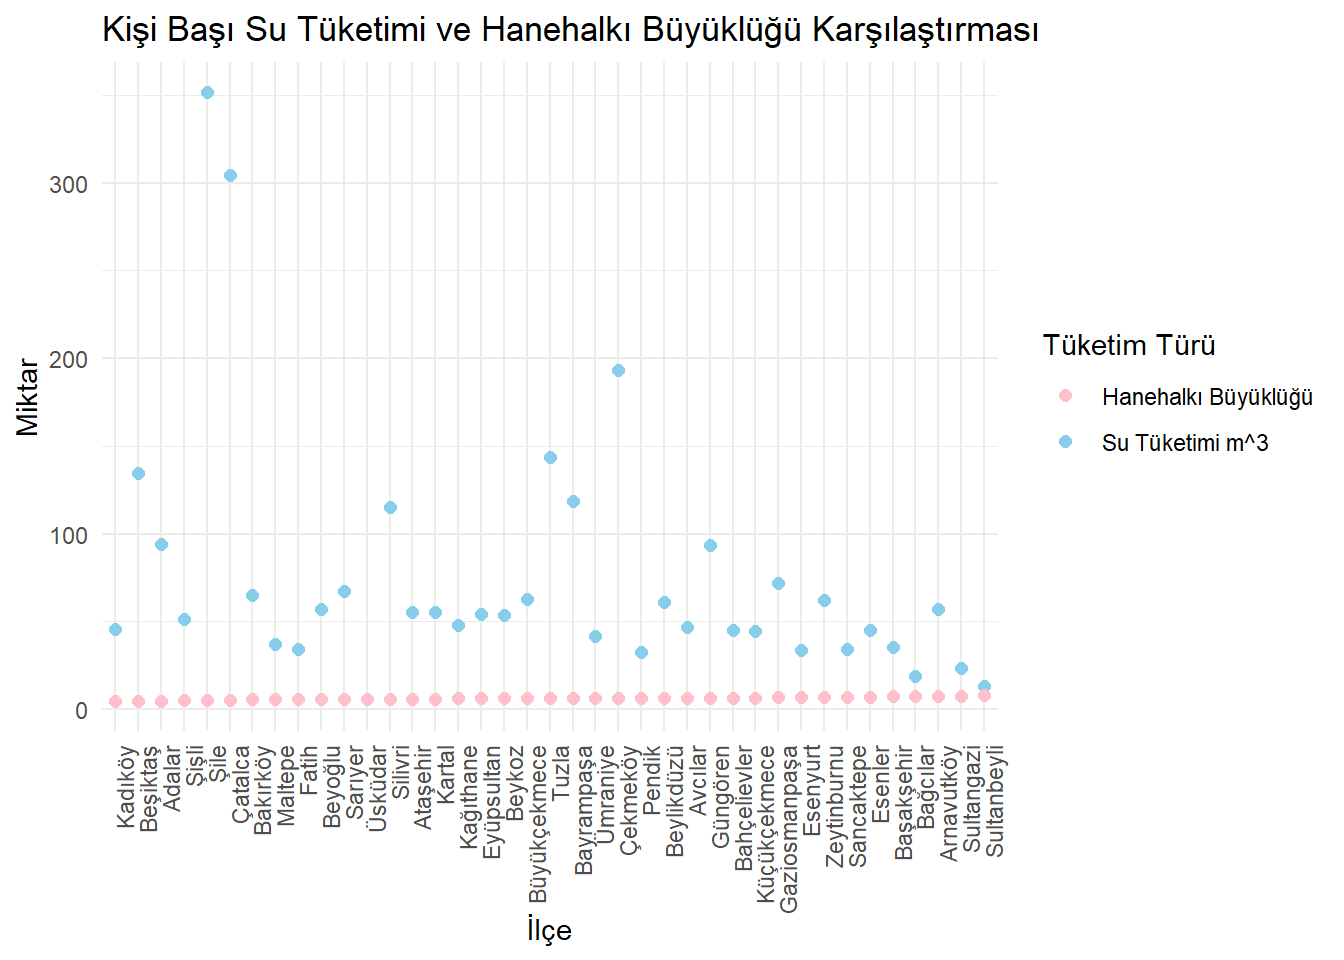 Kişi Başı Su Tüketimi ve Hanehalkı Büyüklüğü Karşılaştırması
Miktar
300
200
100
0
Kadıköy
Beşiktaş
Adalar
Şişli
Şile
Çatalca
Bakırköy
Maltepe
Fatih
Beyoğlu
Sarıyer
Üsküdar
Silivri
Ataşehir
Kartal
Kağıthane
Eyüpsultan
Beykoz
Büyükçekmece
Tuzla
Bayrampaşa
Ümraniye
Çekmeköy
Pendik
Beylikdüzü
Avcılar
Güngören
Bahçelievler
Küçükçekmece
Gaziosmanpaşa
Esenyurt
Zeytinburnu
Sancaktepe
Esenler
Başakşehir
Bağcılar
Arnavutköy
Sultangazi
Sultanbeyli
İlçe
Tüketim Türü
Hanehalkı Büyüklüğü
Su Tüketimi m^3